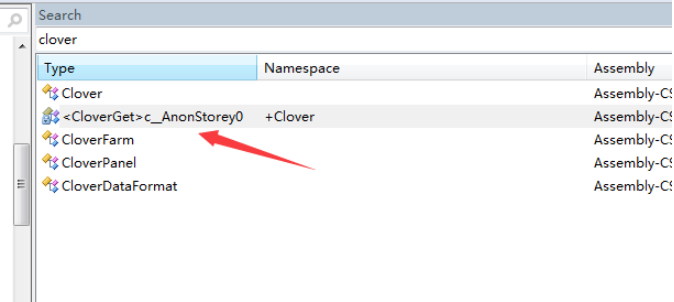 Search
clover
Type Namespace Assembly
Clover Assembly-CS
<CloverGet>c__AnonStorey0 +Clover Assembly-CS
CloverFarm Assembly-CS
CloverPanel Assembly-CS
CloverDataFormat Assembly-CS